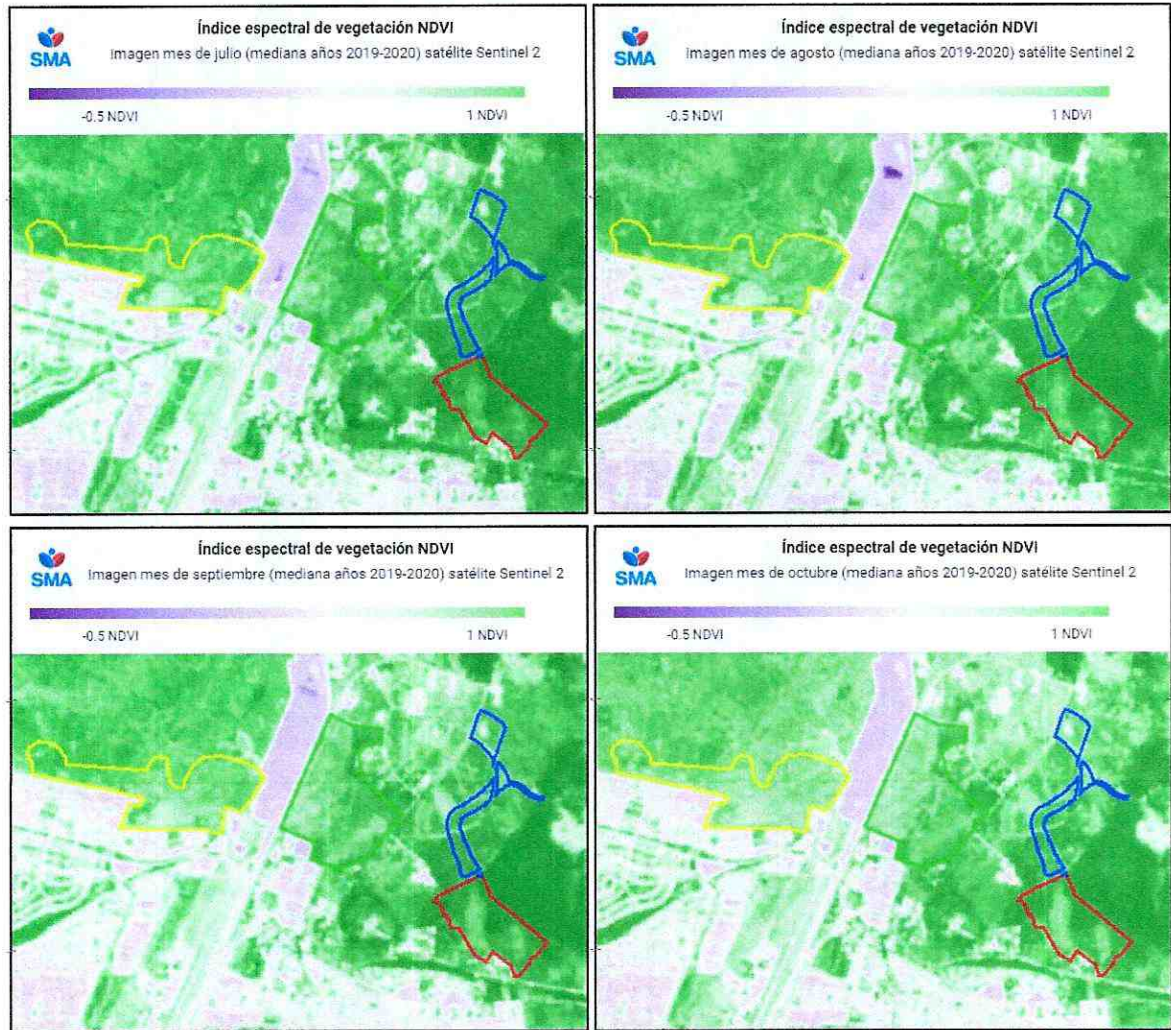 Índice espectral de vegetación NDVI
SMA
Imagen mes de julio (mediana años 2019-2020) satélite Sentinel 2
-0.5 NDVI
1 NDVI
Índice espectral de vegetación NDVI
SMA
Imagen mes de agosto (mediana años 2019-2020) satélite Sentinel 2
-0.5 NDVI
1 NDVI
Índice espectral de vegetación NDVI
SMA
Imagen mes de septiembre (mediana años 2019-2020) satélite Sentinel 2
-0.5 NDVI
1 NDVI
Índice espectral de vegetación NDVI
SMA
Imagen mes de octubre (mediana años 2019-2020) satélite Sentinel 2
-0.5 NDVI
1 NDVI